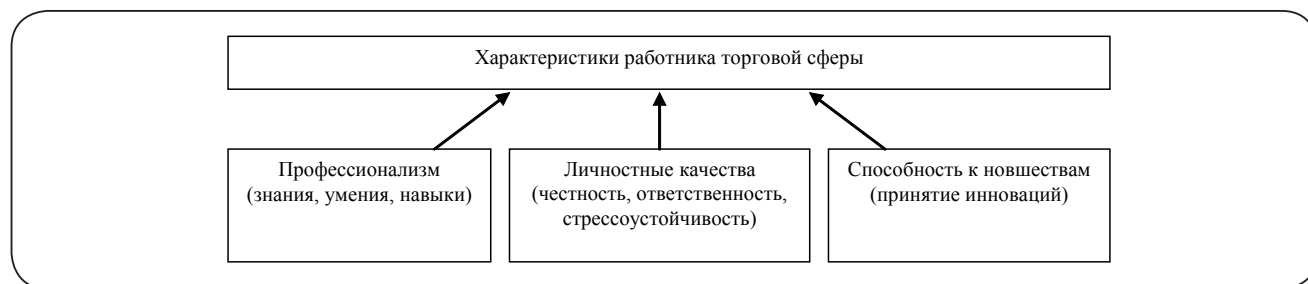 Характеристики работника торговой сферы
Профессионализм
(знания, умения, навыки)
Личностные качества
(честность, ответственность,
стрессоустойчивость)
Способность к новшествам
(принятие инноваций)